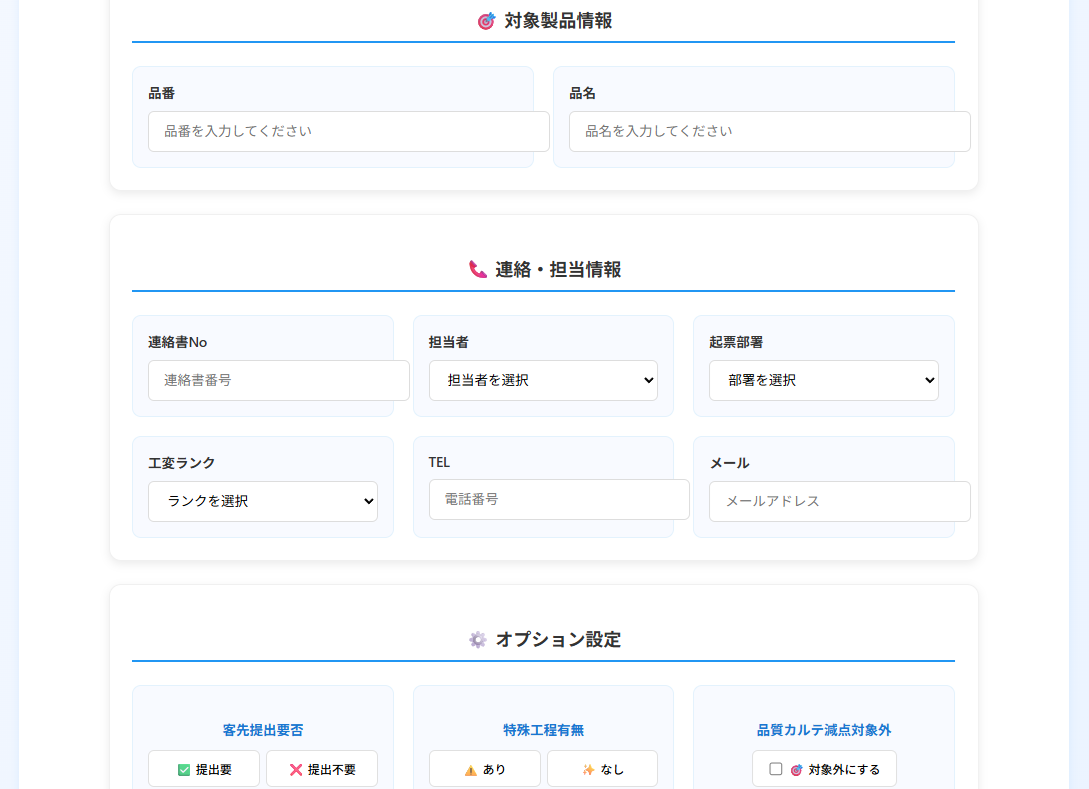 🎯 対象製品情報
品番
品名
品番を入力してください
品名を入力してください
📞 連絡・担当情報
連絡書No
担当者
起票部署
連絡書番号
担当者を選択
部署を選択
工変ランク
TEL
メール
ランクを選択
電話番号
メールアドレス
⚙️ オプション設定
客先提出要否
特殊工程有無
品質カルテ減点対象外
✅ 提出要
❌ 提出不要
⚠️ あり
✨ なし
🎯 対象外にする